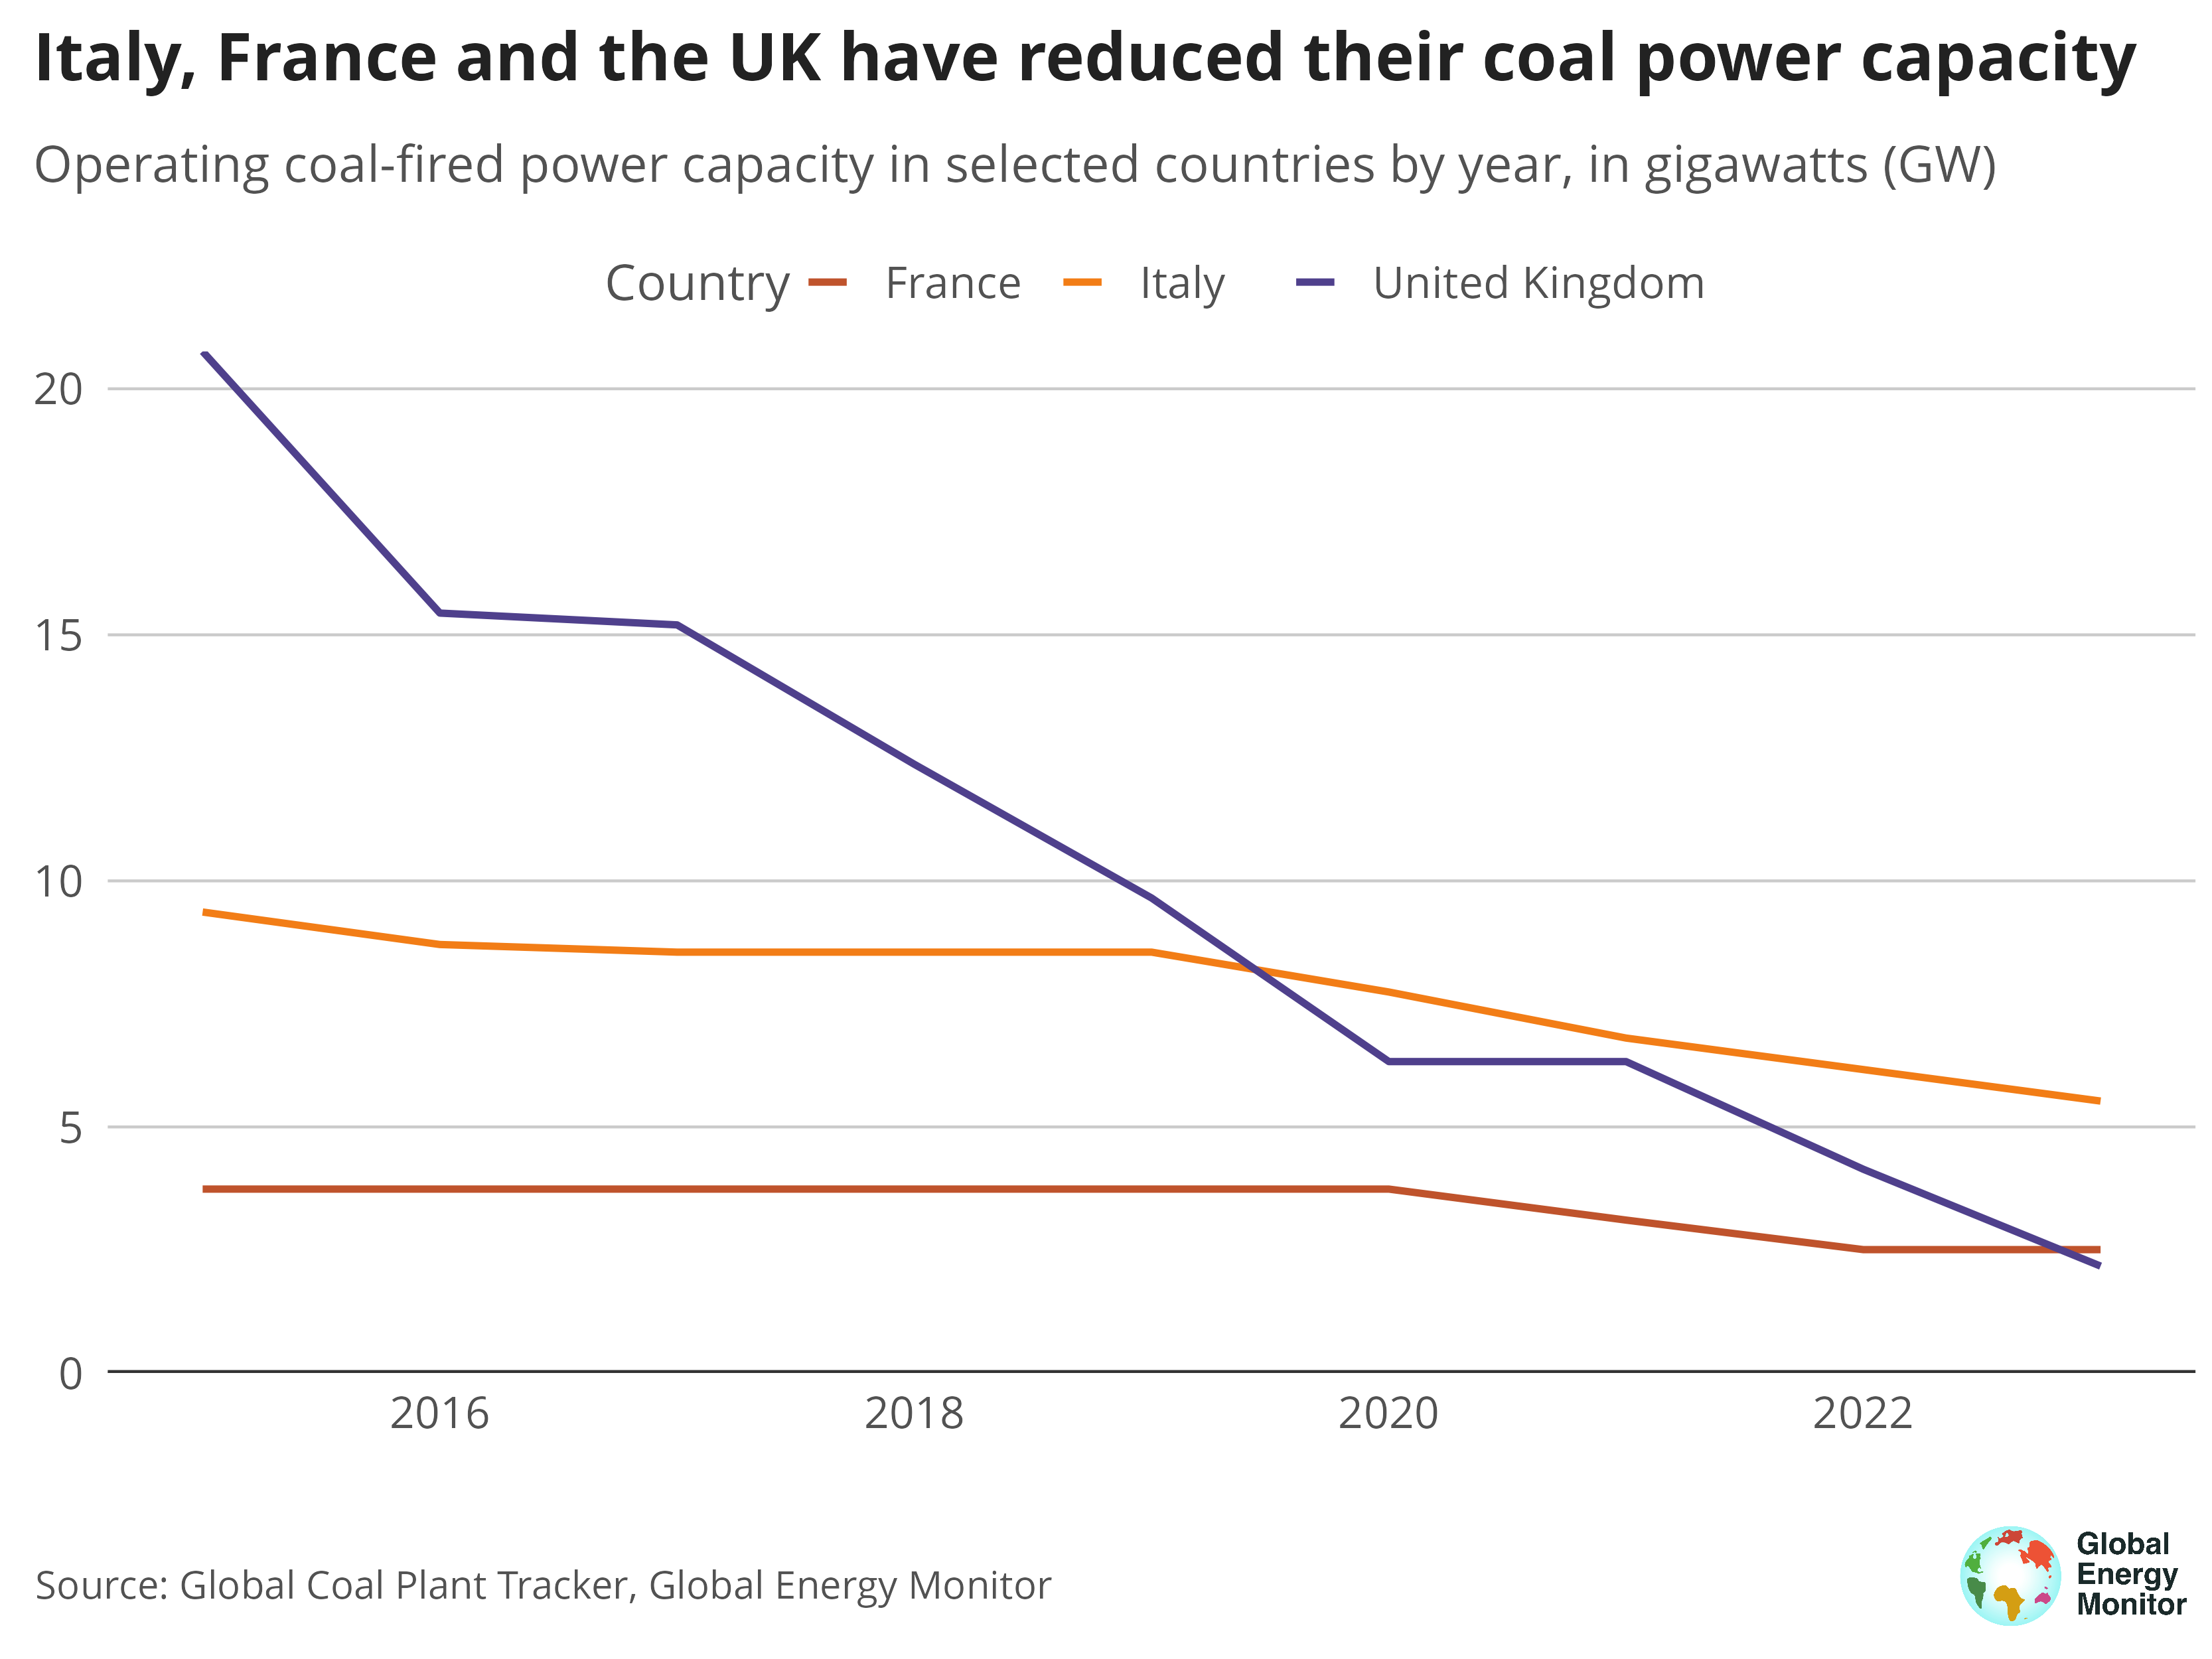 Italy, France and the UK have reduced their coal power capacity
Operating coal-fired power capacity in selected countries by year, in gigawatts (GW)
Country France Italy United Kingdom
20
15
10
5
0
2016 2018 2020 2022
Source: Global Coal Plant Tracker, Global Energy Monitor
Global
Energy
Monitor